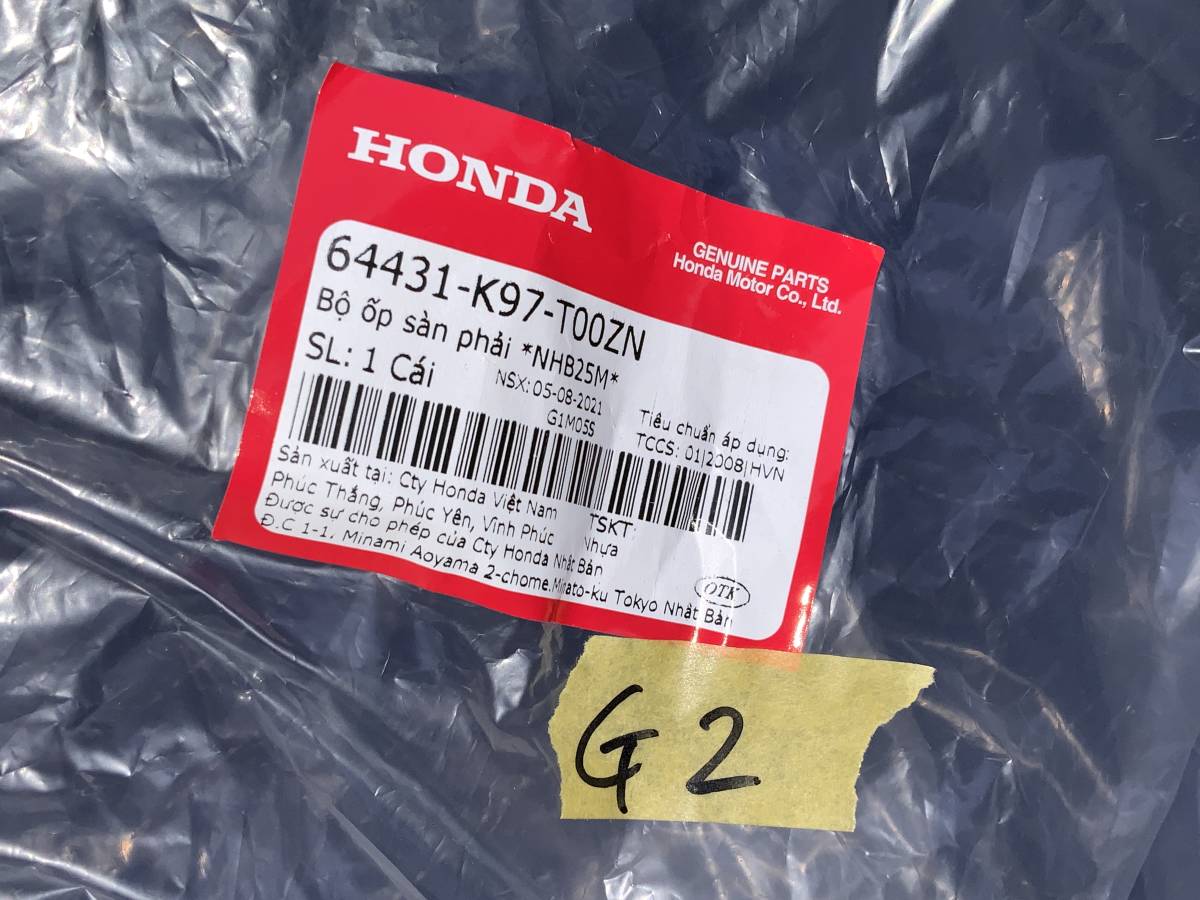 HONDA
GENUINE PARTS
Honda Motor Co., Ltd.
64431-K97-T00ZN
Bộ ốp sàn phải *NHB25M*
SL: 1 Cái
NSX: 05-08-2021
G1M05S
Tiêu chuẩn áp dụng:
TCCS: 01|2008|HVN
Sản xuất tại: Cty Honda Việt Nam
Phúc Thắng, Phúc Yên, Vĩnh Phúc
Được sự cho phép của Cty Honda Nhật Bản
Đ.C 1-1, Minami Aoyama 2-chome,Minato-ku Tokyo Nhật Bản
TSKT:
Nhựa
OTK
G2